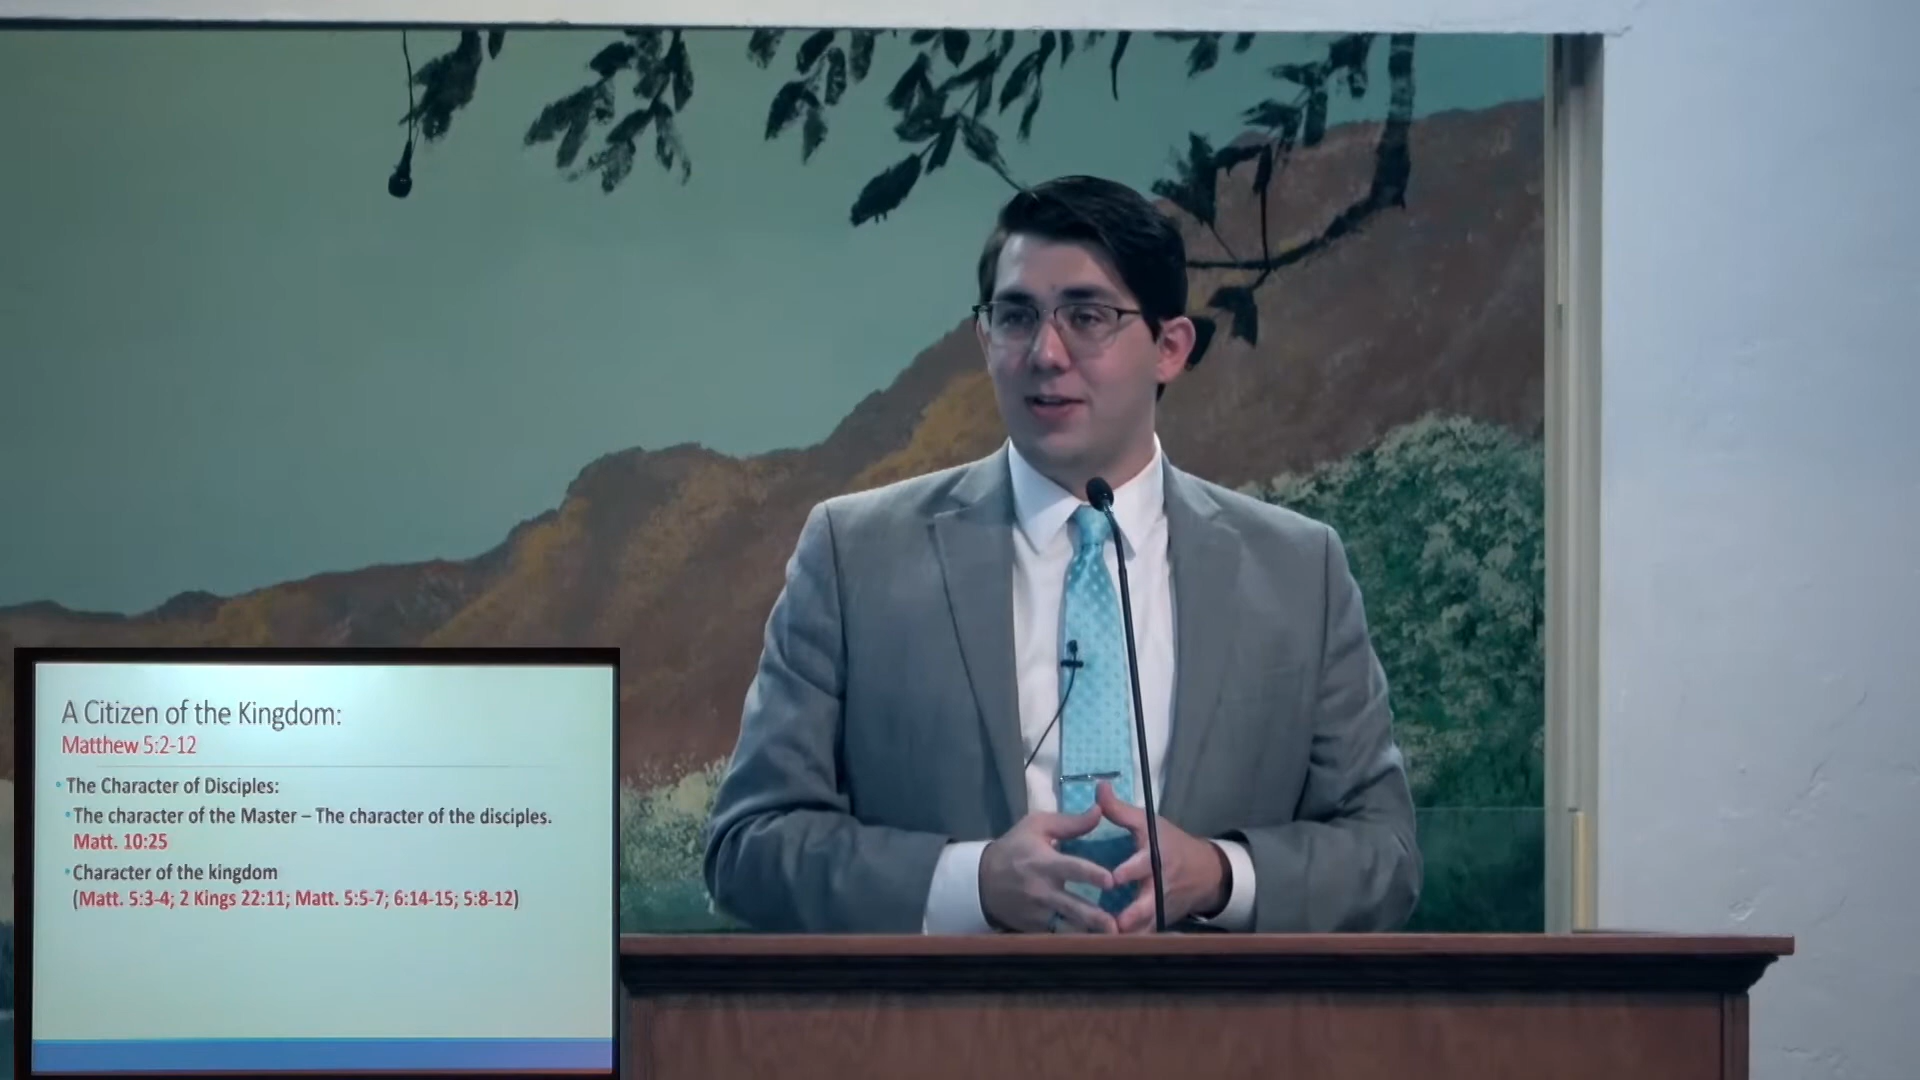 A Citizen of the Kingdom:
Matthew 5:2-12
• The Character of Disciples:
• The character of the Master – The character of the disciples.
Matt. 10:25
• Character of the kingdom
(Matt. 5:3-4; 2 Kings 22:11; Matt. 5:5-7; 6:14-15; 5:8-12)